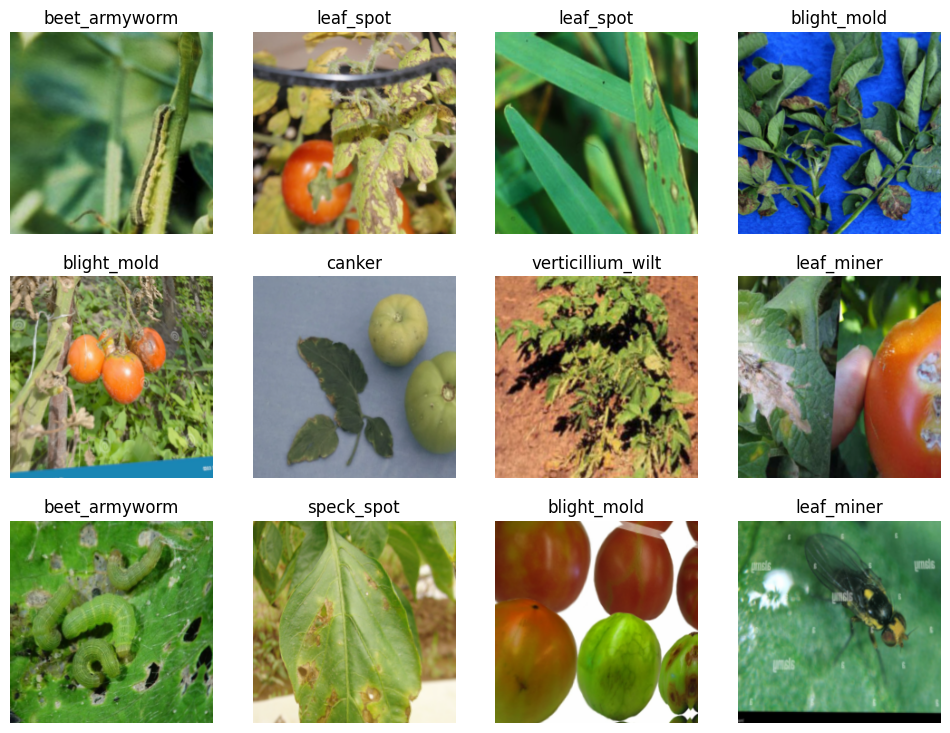 beet_armyworm
leaf_spot
leaf_spot
blight_mold
blight_mold
canker
verticillium_wilt
leaf_miner
beet_armyworm
speck_spot
blight_mold
leaf_miner